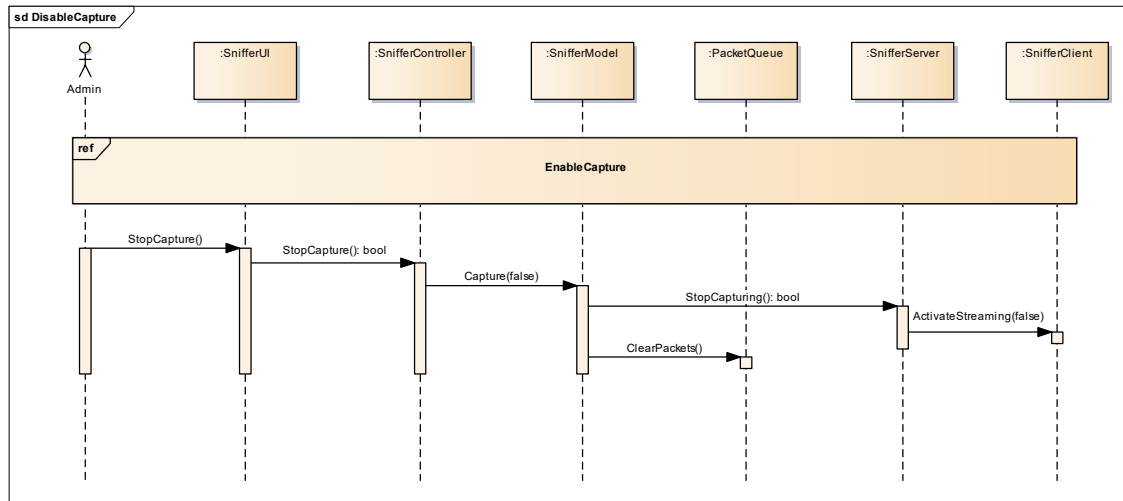 sd DisableCapture
:SnifferUI
:SnifferController
:SnifferModel
:PacketQueue
:SnifferServer
:SnifferClient
Admin
ref
EnableCapture
StopCapture()
StopCapture(): bool
Capture(false)
StopCapturing(): bool
ActivateStreaming(false)
ClearPackets()